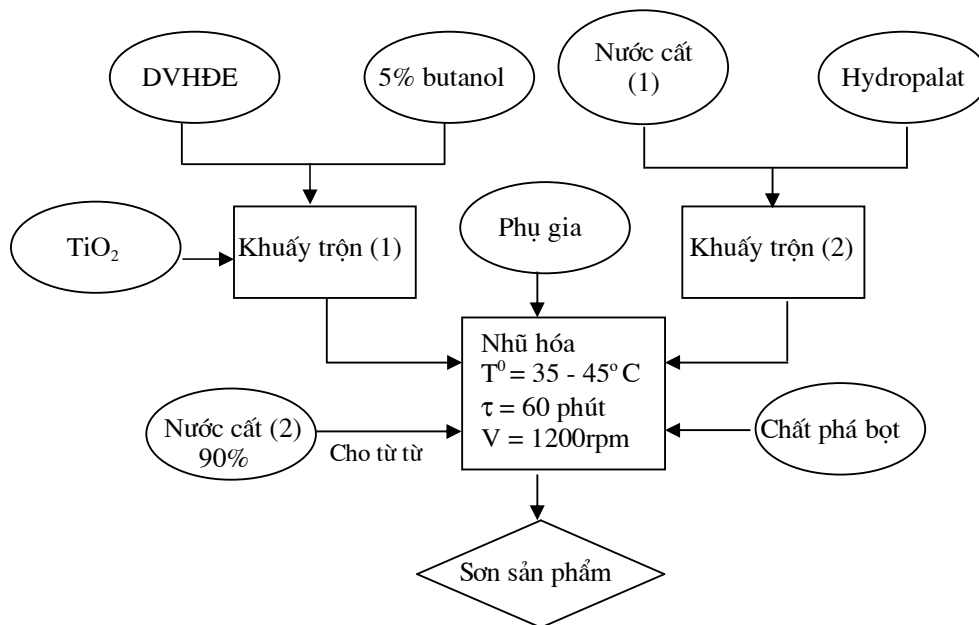 DVHĐE
5% butanol
Nước cất
(1)
Hydropalat
TiO₂
Khuấy trộn (1)
Phụ gia
Khuấy trộn (2)
Nhũ hóa
T⁰ = 35 - 45º C
τ = 60 phút
V = 1200rpm
Nước cất (2)
90%
Cho từ từ
Chất phá bọt
Sơn sản phẩm